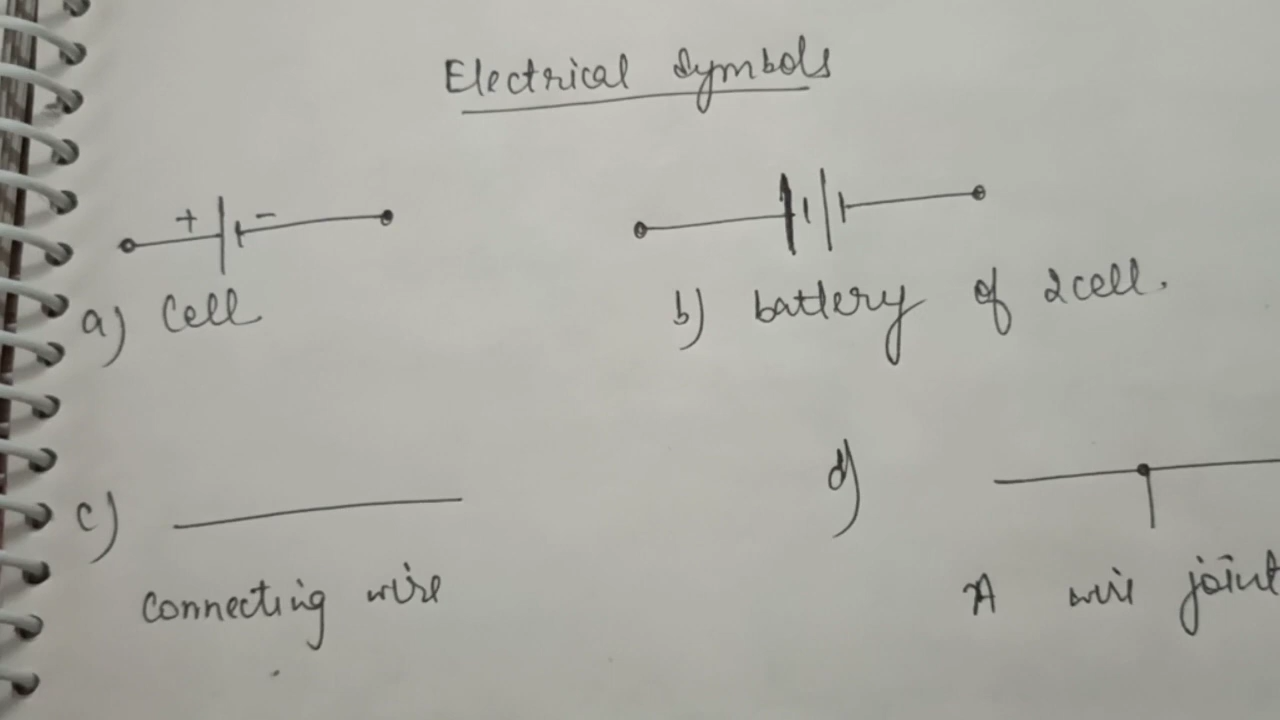 Electrical Symbols
+ -
a) Cell
b) battery of 2cell.
c)
d)
connecting wire
A wire joint